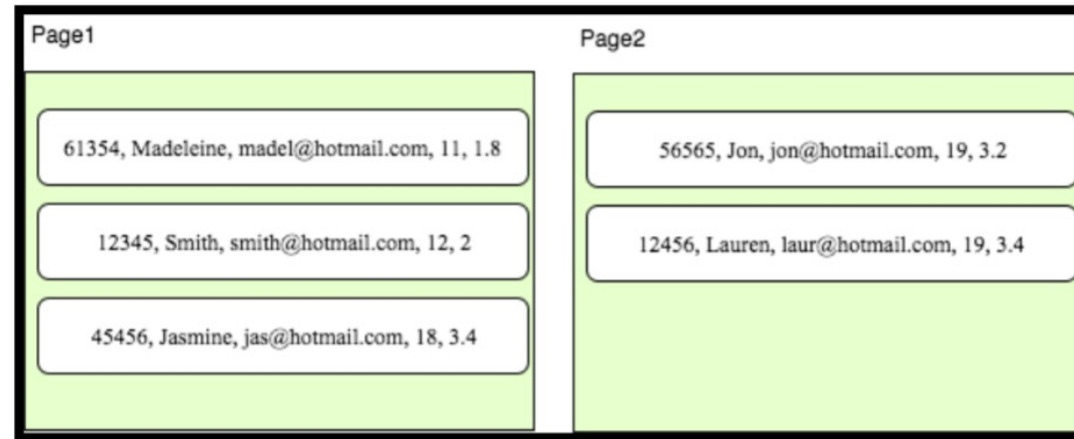 Page1
61354, Madeleine, madel@hotmail.com, 11, 1.8
12345, Smith, smith@hotmail.com, 12, 2
45456, Jasmine, jas@hotmail.com, 18, 3.4
Page2
56565, Jon, jon@hotmail.com, 19, 3.2
12456, Lauren, laur@hotmail.com, 19, 3.4